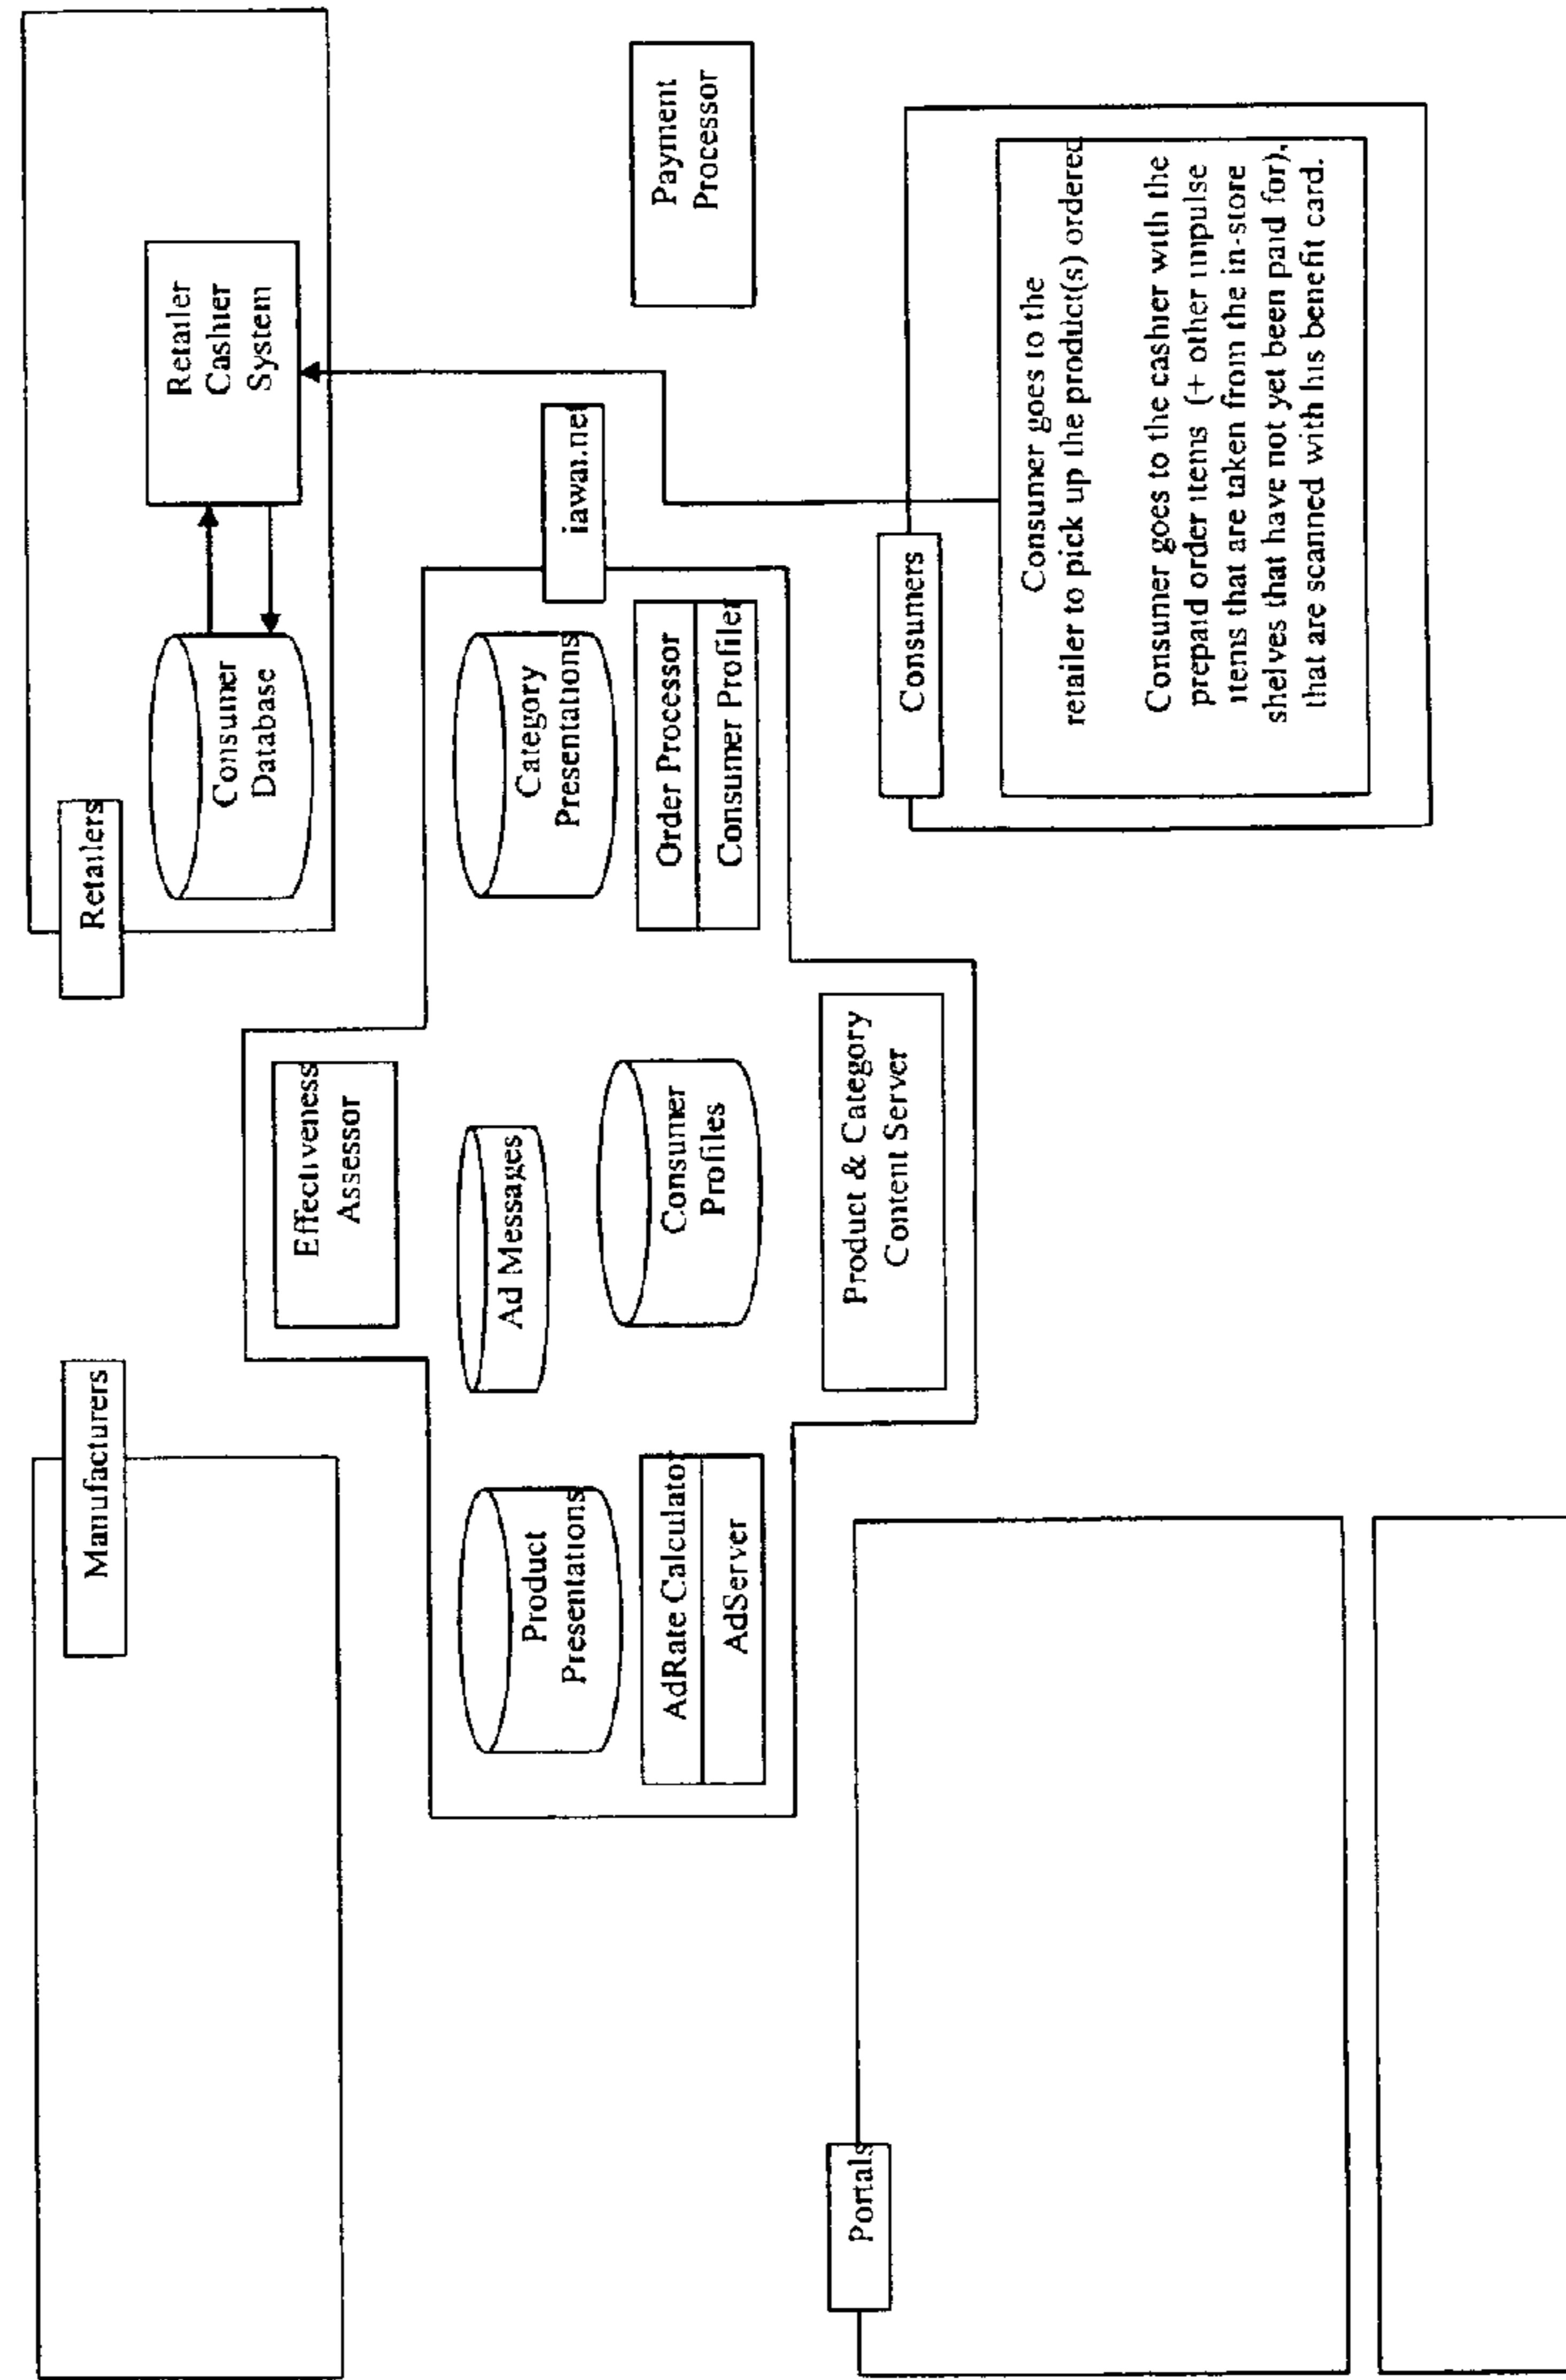 Manufacturers
Retailers
Consumer
Database
Retailer
Cashier
System
Effectiveness
Assessor
Product
Presentations
Ad Messages
Category
Presentations
Consumer
Profiles
AdRate Calculator
AdServer
Order Processor
Consumer Profiler
Product & Category
Content Server
Payment
Processor
Portals
Consumers
Consumer goes to the
retailer to pick up the product(s) ordered
Consumer goes to the cashier with the
prepaid order items (+ other impulse
items that are taken from the in-store
shelves that have not yet been paid for),
that are scanned with his benefit card.